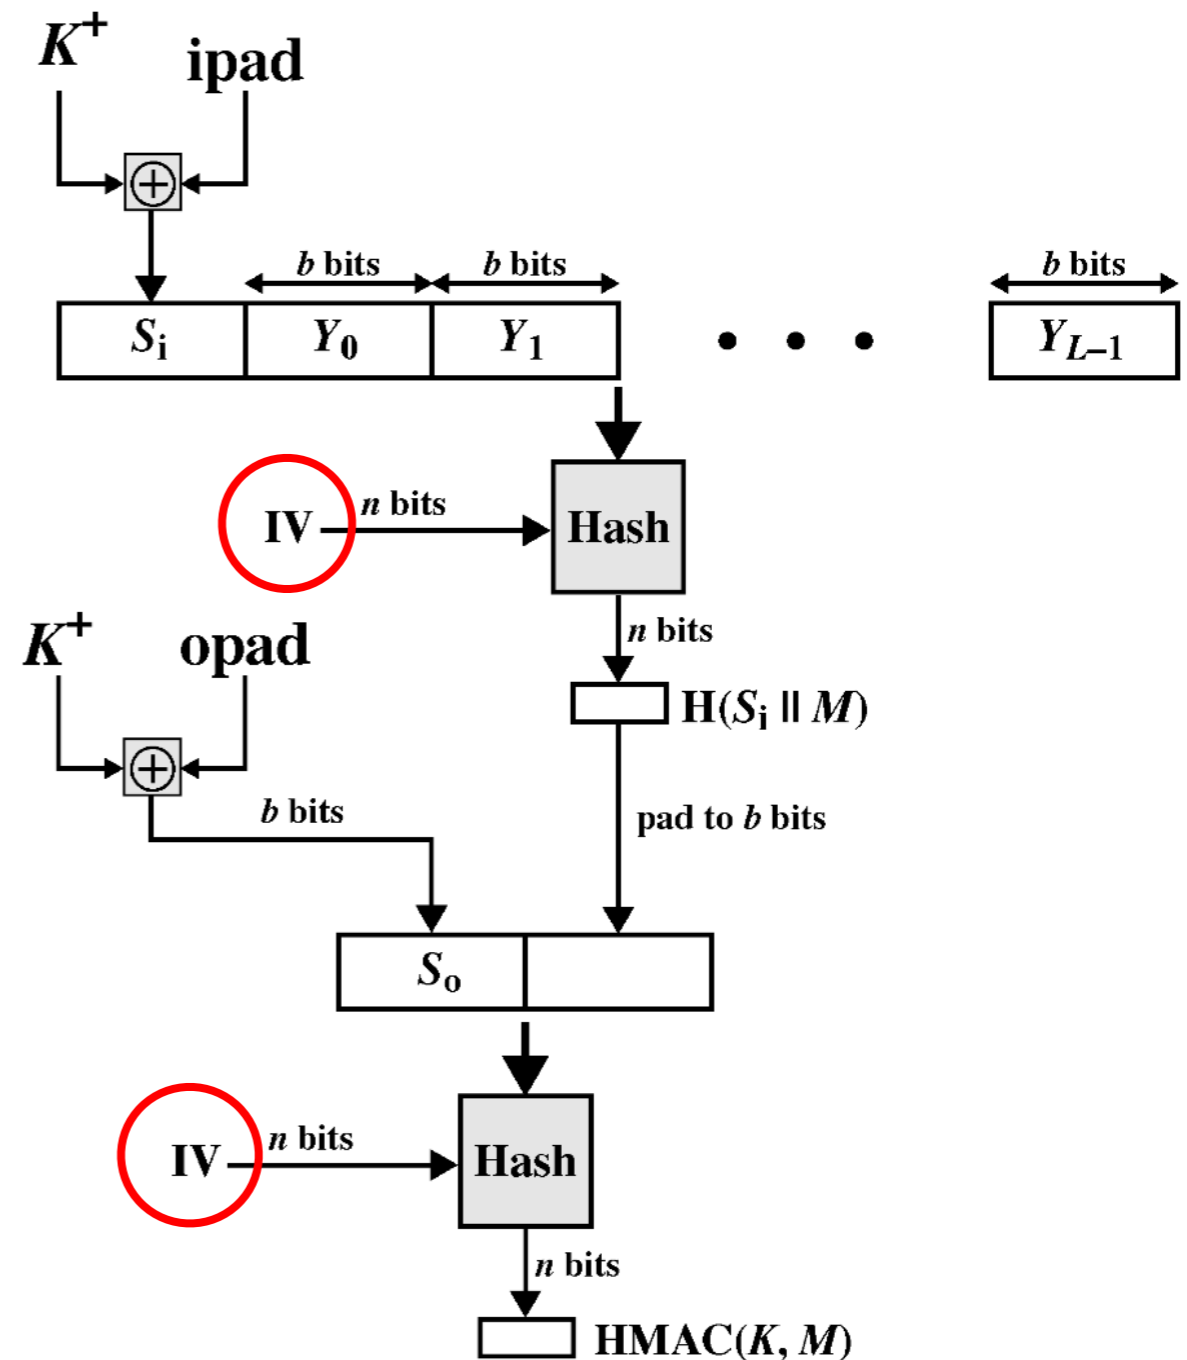 K⁺ ipad
b bits b bits b bits
Sᵢ Y₀ Y₁ • • • Y_L–1
IV n bits Hash
n bits
K⁺ opad
H(Sᵢ || M)
b bits pad to b bits
Sₒ
IV n bits Hash
n bits
HMAC(K, M)